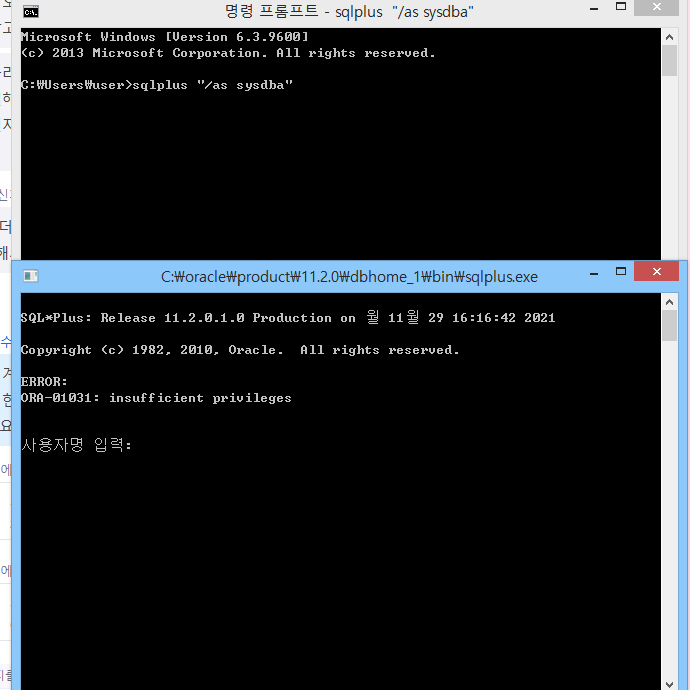 명령 프롬프트 - sqlplus "/as sysdba"
Microsoft Windows [Version 6.3.9600]
(c) 2013 Microsoft Corporation. All rights reserved.
C:₩Users₩user>sqlplus "/as sysdba"
C:₩oracle₩product₩11.2.0₩dbhome_1₩bin₩sqlplus.exe
SQL*Plus: Release 11.2.0.1.0 Production on 월 11월 29 16:16:42 2021
Copyright (c) 1982, 2010, Oracle.  All rights reserved.
ERROR:
ORA-01031: insufficient privileges
사용자명 입력: